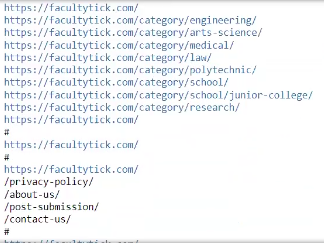 https://facultytick.com/
https://facultytick.com/category/engineering/
https://facultytick.com/category/arts-science/
https://facultytick.com/category/medical/
https://facultytick.com/category/law/
https://facultytick.com/category/polytechnic/
https://facultytick.com/category/school/
https://facultytick.com/category/school/junior-college/
https://facultytick.com/category/research/
https://facultytick.com/
#
https://facultytick.com/
#
https://facultytick.com/
/privacy-policy/
/about-us/
/post-submission/
/contact-us/
#